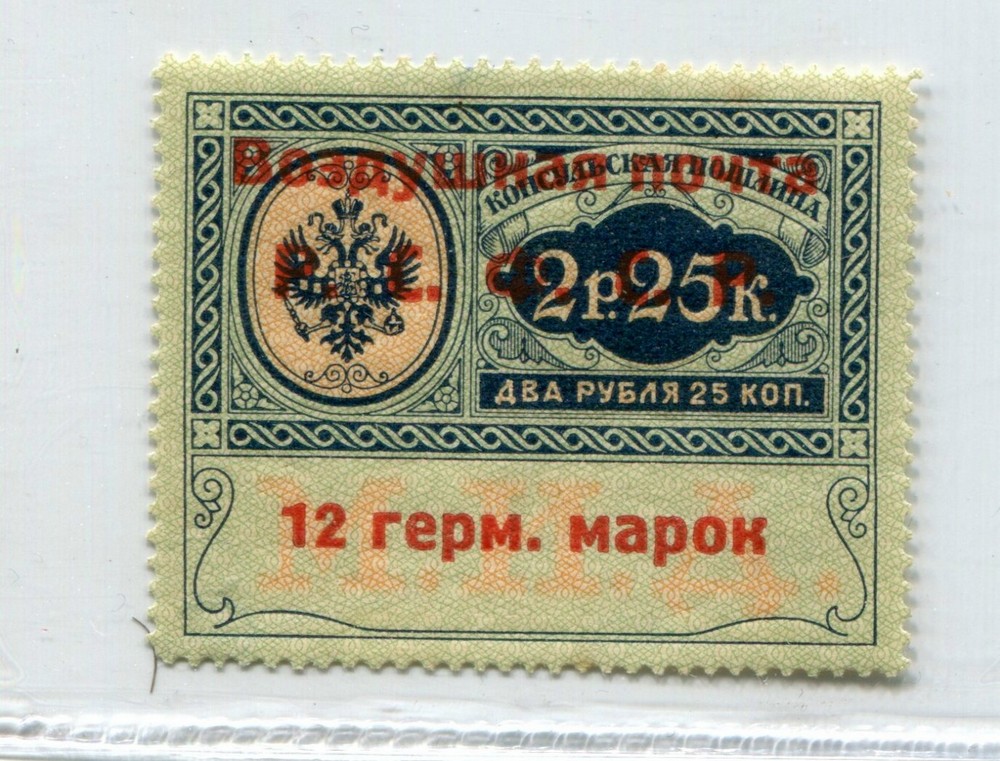 Воздушная почта
КОНСУЛЬСКАЯ ПОШЛИНА
Р. С. Ф. С. Р.
2р.25к.
ДВА РУБЛЯ 25 КОП.
М.И.Д.
12 герм. марок